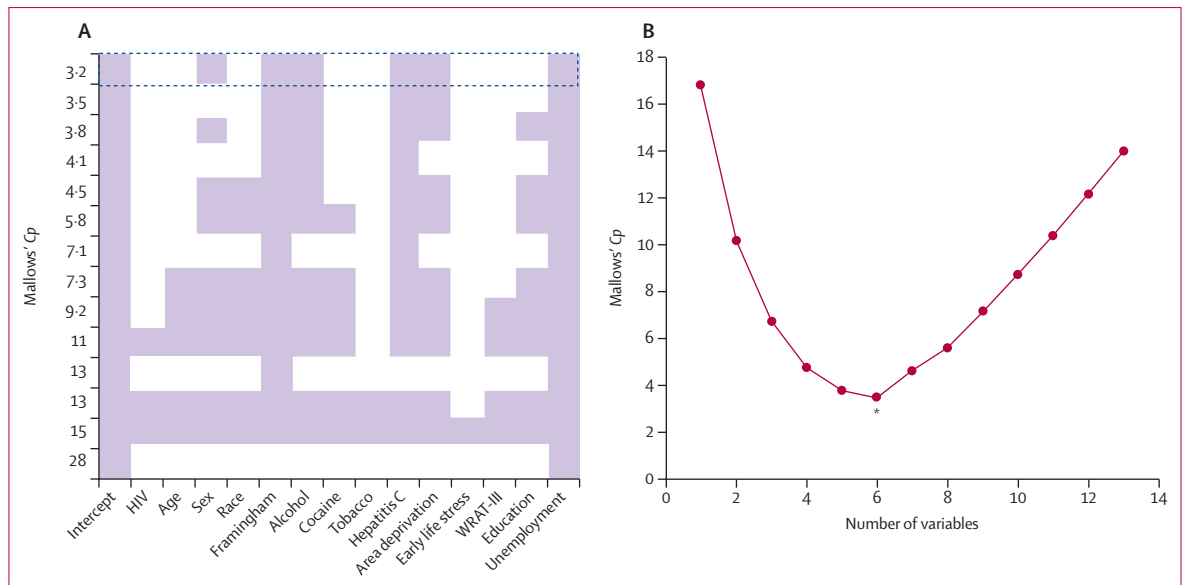 A
Mallows' Cp
3·2
3·5
3·8
4·1
4·5
5·8
7·1
7·3
9·2
11
13
13
15
28
Intercept
HIV
Age
Sex
Race
Framingham
Alcohol
Cocaine
Tobacco
Hepatitis C
Area deprivation
Early life stress
WRAT-III
Education
Unemployment
B
Mallows' Cp
18
16
14
12
10
8
6
4
2
0
*
0 2 4 6 8 10 12 14
Number of variables